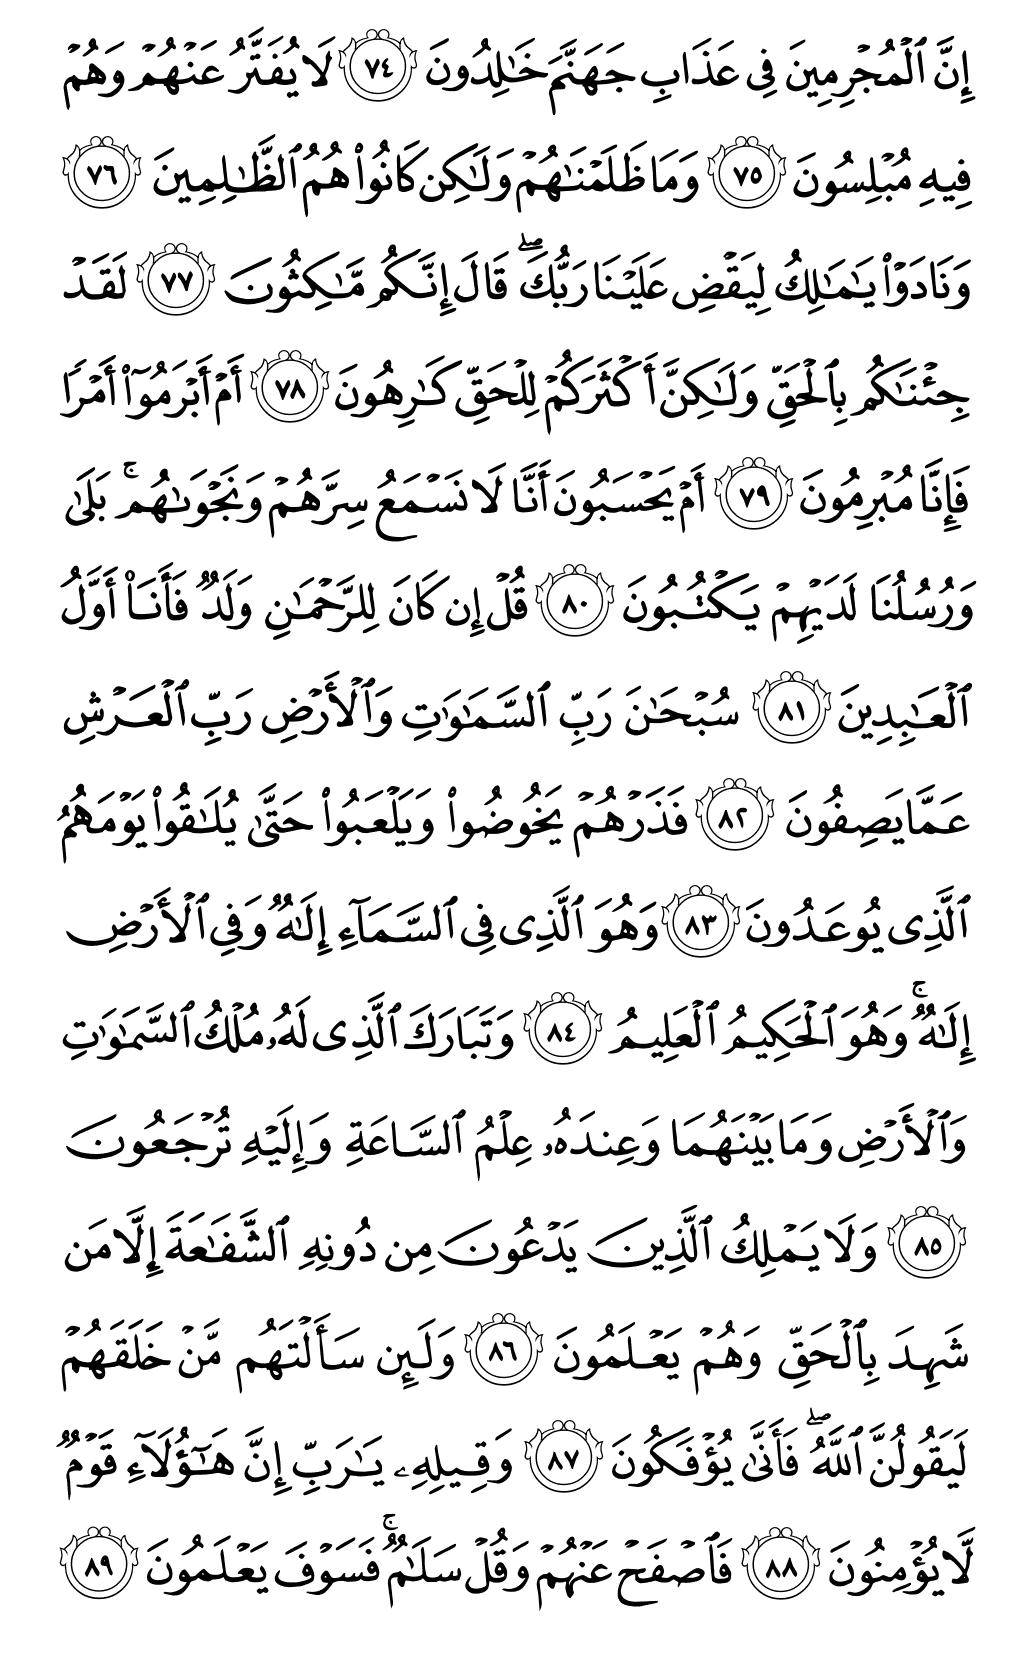 إِنَّ ٱلْمُجْرِمِينَ فِى عَذَابِ جَهَنَّمَ خَـٰلِدُونَ ٧٤ لَا يُفَتَّرُ عَنْهُمْ وَهُمْ
فِيهِ مُبْلِسُونَ ٧٥ وَمَا ظَلَمْنَـٰهُمْ وَلَـٰكِن كَانُوا۟ هُمُ ٱلظَّـٰلِمِينَ ٧٦
وَنَادَوْا۟ يَـٰمَـٰلِكُ لِيَقْضِ عَلَيْنَا رَبُّكَ ۖ قَالَ إِنَّكُم مَّـٰكِثُونَ ٧٧ لَقَدْ
جِئْنَـٰكُم بِٱلْحَقِّ وَلَـٰكِنَّ أَكْثَرَكُمْ لِلْحَقِّ كَـٰرِهُونَ ٧٨ أَمْ أَبْرَمُوٓا۟ أَمْرًا
فَإِنَّا مُبْرِمُونَ ٧٩ أَمْ يَحْسَبُونَ أَنَّا لَا نَسْمَعُ سِرَّهُمْ وَنَجْوَىٰهُم ۚ بَلَىٰ
وَرُسُلُنَا لَدَيْهِمْ يَكْتُبُونَ ٨٠ قُلْ إِن كَانَ لِلرَّحْمَـٰنِ وَلَدٌ فَأَنَا۠ أَوَّلُ
ٱلْعَـٰبِدِينَ ٨١ سُبْحَـٰنَ رَبِّ ٱلسَّمَـٰوَٰتِ وَٱلْأَرْضِ رَبِّ ٱلْعَرْشِ
عَمَّا يَصِفُونَ ٨٢ فَذَرْهُمْ يَخُوضُوا۟ وَيَلْعَبُوا۟ حَتَّىٰ يُلَـٰقُوا۟ يَوْمَهُمُ
ٱلَّذِى يُوعَدُونَ ٨٣ وَهُوَ ٱلَّذِى فِى ٱلسَّمَآءِ إِلَـٰهٌ وَفِى ٱلْأَرْضِ
إِلَـٰهٌ ۚ وَهُوَ ٱلْحَكِيمُ ٱلْعَلِيمُ ٨٤ وَتَبَارَكَ ٱلَّذِى لَهُۥ مُلْكُ ٱلسَّمَـٰوَٰتِ
وَٱلْأَرْضِ وَمَا بَيْنَهُمَا وَعِندَهُۥ عِلْمُ ٱلسَّاعَةِ وَإِلَيْهِ تُرْجَعُونَ
٨٥ وَلَا يَمْلِكُ ٱلَّذِينَ يَدْعُونَ مِن دُونِهِ ٱلشَّفَـٰعَةَ إِلَّا مَن
شَهِدَ بِٱلْحَقِّ وَهُمْ يَعْلَمُونَ ٨٦ وَلَئِن سَأَلْتَهُم مَّنْ خَلَقَهُمْ
لَيَقُولُنَّ ٱللَّهُ ۖ فَأَنَّىٰ يُؤْفَكُونَ ٨٧ وَقِيلِهِۦ يَـٰرَبِّ إِنَّ هَـٰٓؤُلَآءِ قَوْمٌ
لَّا يُؤْمِنُونَ ٨٨ فَٱصْفَحْ عَنْهُمْ وَقُلْ سَلَـٰمٌ ۚ فَسَوْفَ يَعْلَمُونَ ٨٩